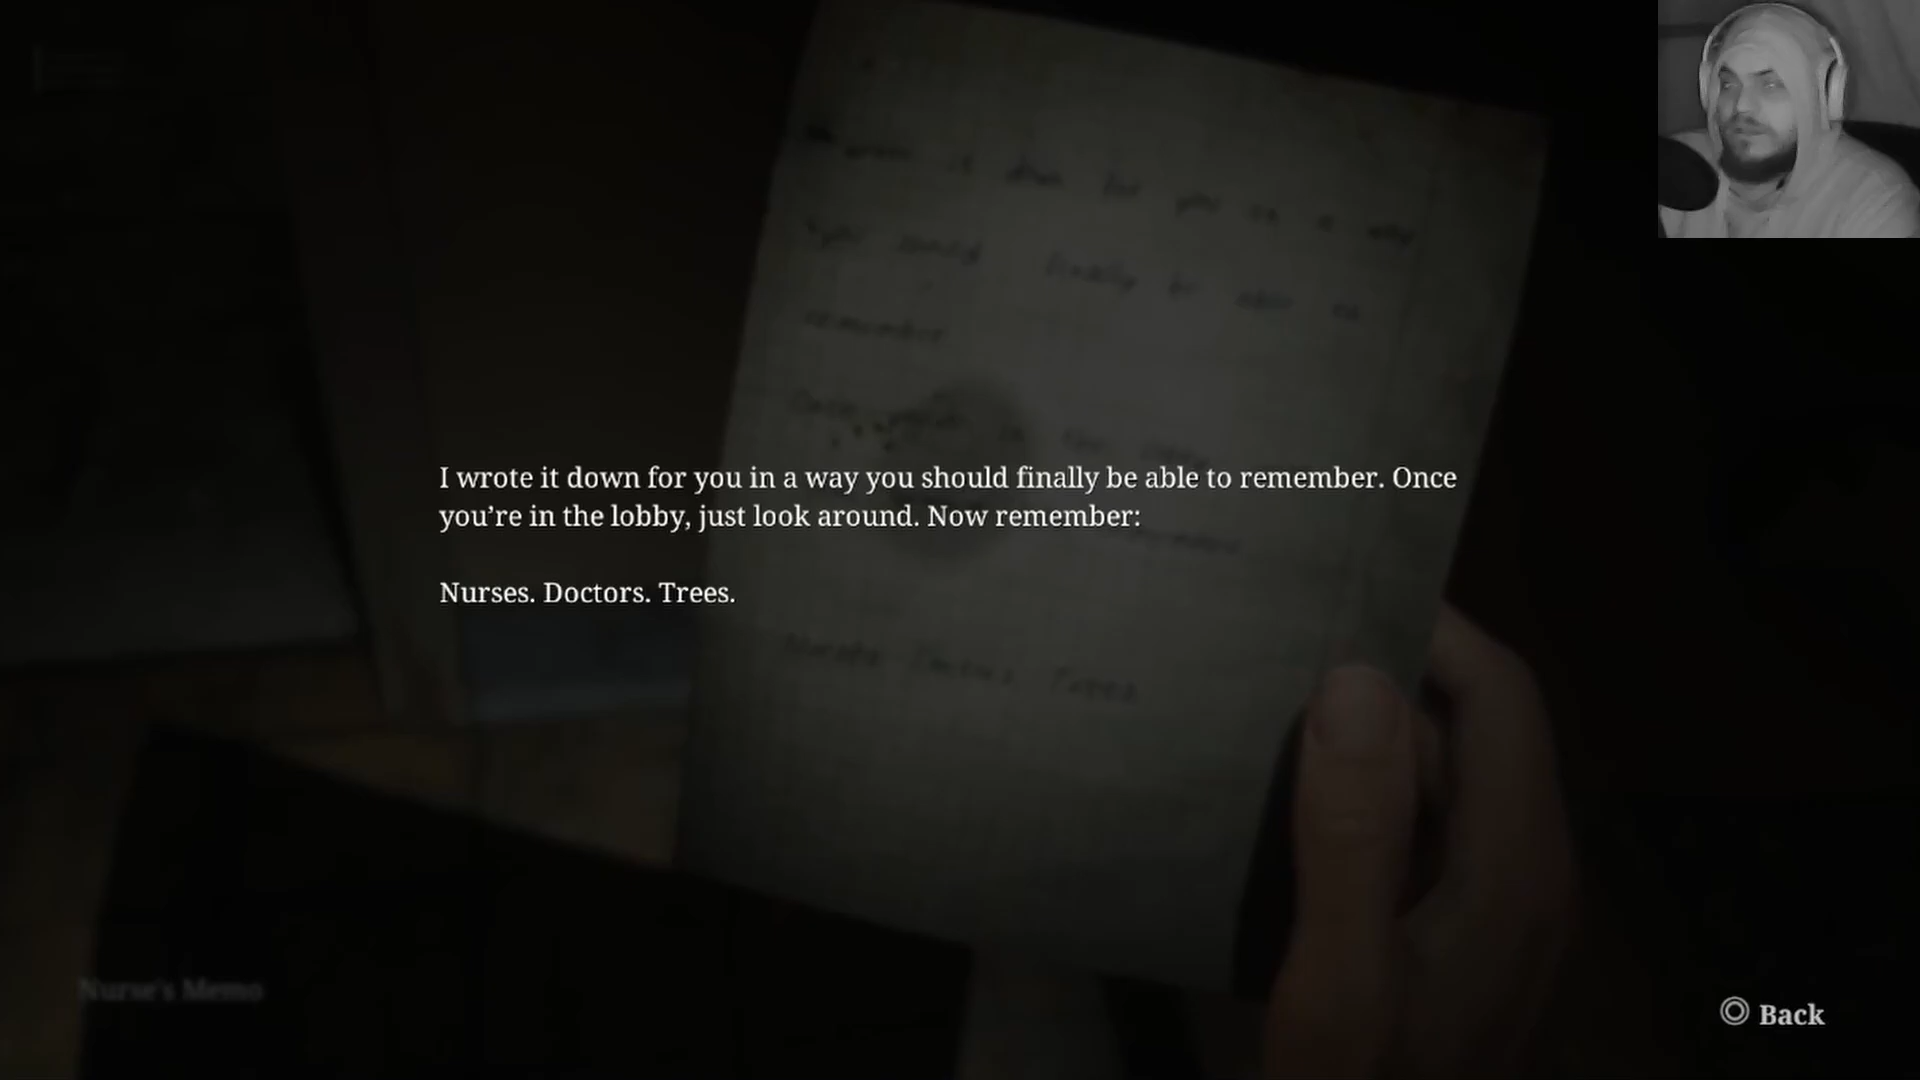 I wrote it down for you in a way you should finally be able to remember. Once
you’re in the lobby, just look around. Now remember:
Nurses. Doctors. Trees.
Nurse's Memo
Back